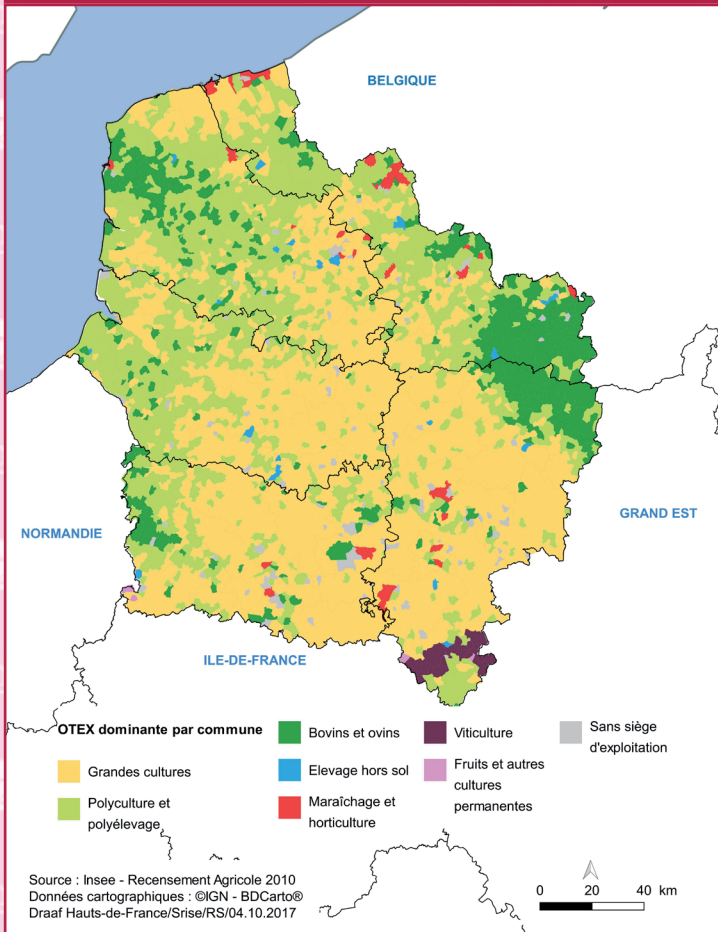 BELGIQUE
GRAND EST
NORMANDIE
ILE-DE-FRANCE
OTEX dominante par commune
Grandes cultures
Polyculture et
polyélevage
Bovins et ovins
Elevage hors sol
Maraîchage et
horticulture
Viticulture
Fruits et autres
cultures
permanentes
Sans siège
d'exploitation
Source : Insee - Recensement Agricole 2010
Données cartographiques : ©IGN - BDCarto®
Draaf Hauts-de-France/Srise/RS/04.10.2017
0 20 40 km